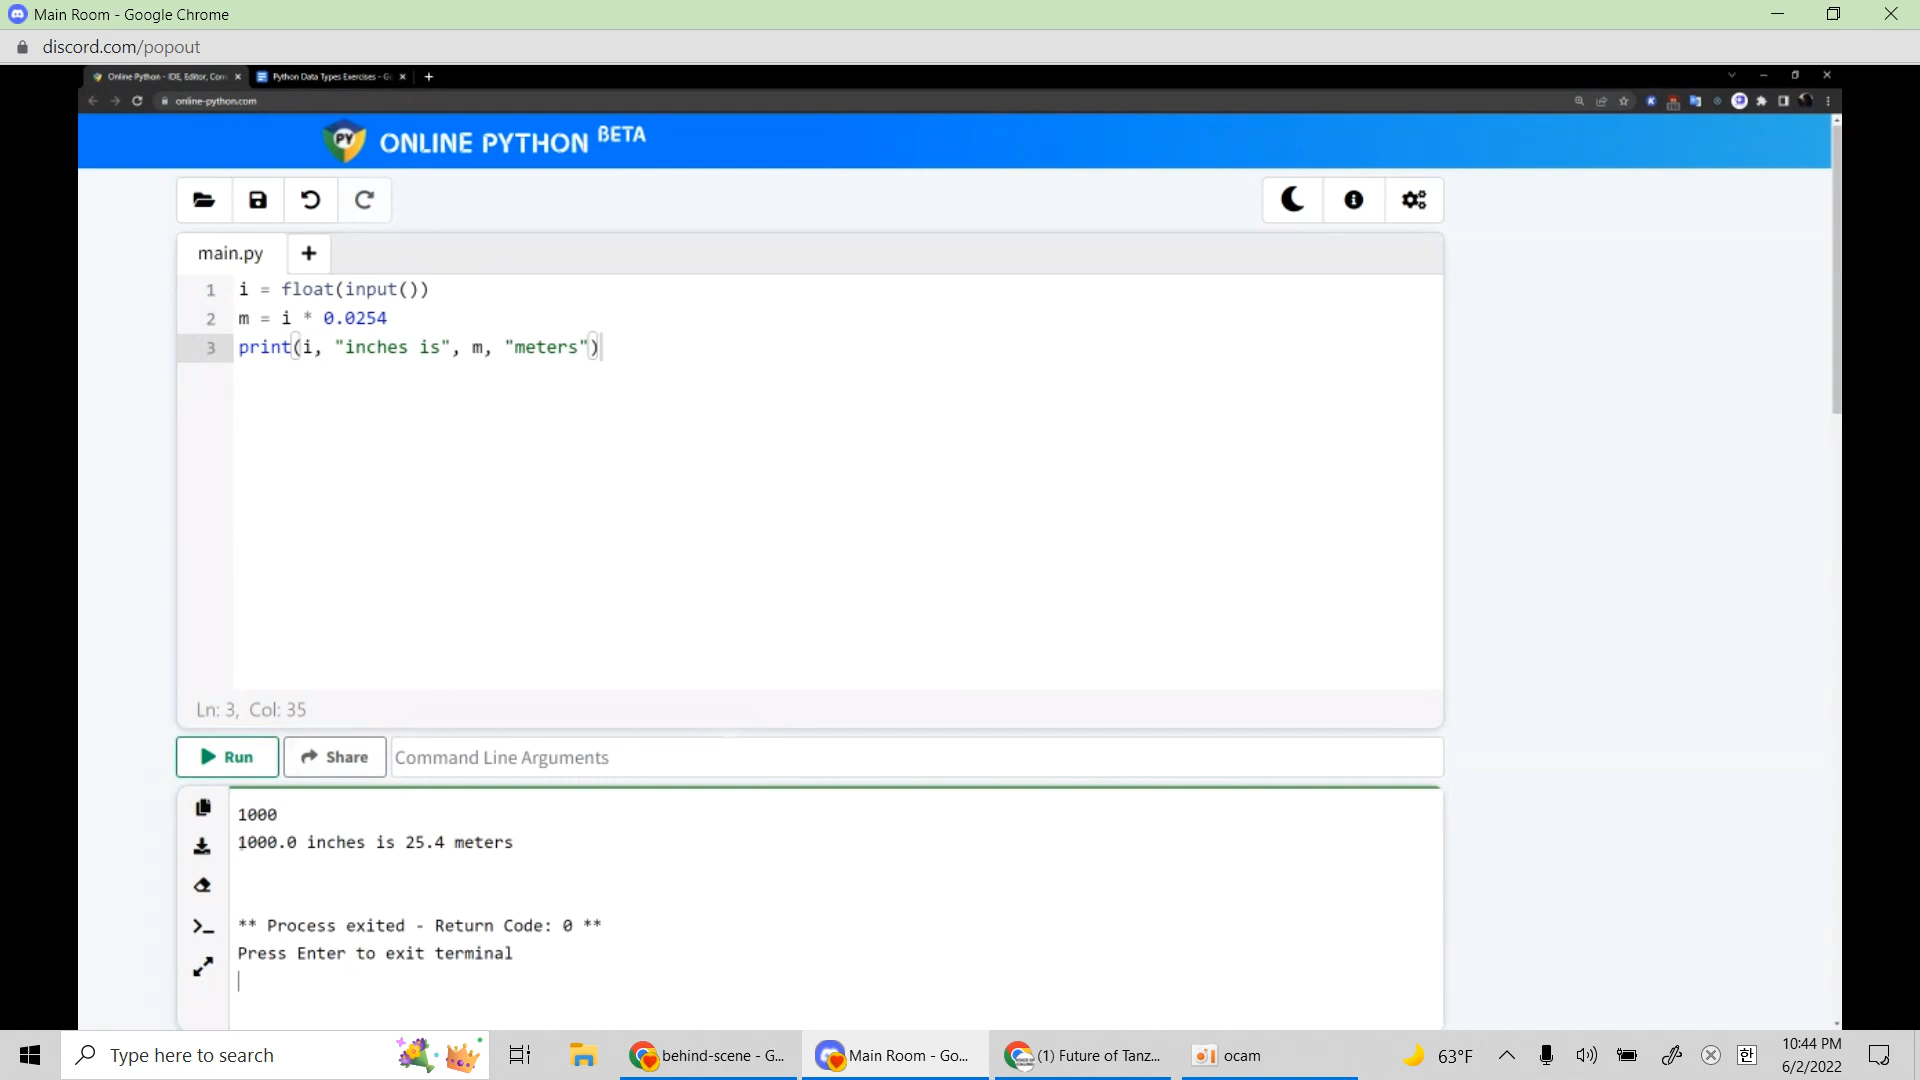 Main Room - Google Chrome
discord.com/popout
Online Python - IDE, Editor, Com
Python Data Types Exercises - Go
online-python.com
PY ONLINE PYTHON BETA
main.py
1 i = float(input())
2 m = i * 0.0254
3 print(i, "inches is", m, "meters")
Ln: 3, Col: 35
Run Share Command Line Arguments
1000
1000.0 inches is 25.4 meters
** Process exited - Return Code: 0 **
Press Enter to exit terminal
Type here to search
behind-scene - G...
Main Room - Go...
(1) Future of Tanz...
ocam
63°F
한
10:44 PM
6/2/2022